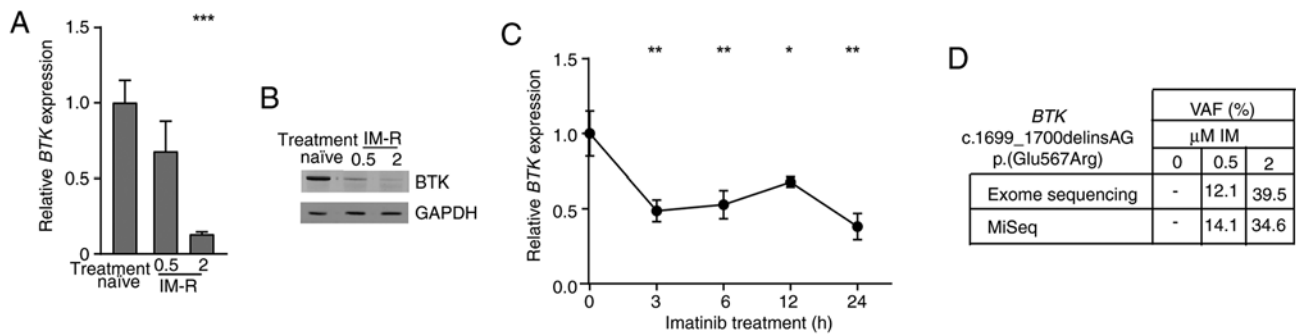 A
***
1.5
1.0
0.5
0
Relative BTK expression
Treatment naïve
0.5
2
IM-R
B
Treatment IM-R
naïve 0.5 2
BTK
GAPDH
C
** ** * **
1.5
1.0
0.5
0.0
Relative BTK expression
0 3 6 12 24
Imatinib treatment (h)
D
BTK
c.1699_1700delinsAG
p.(Glu567Arg)
VAF (%)
μM IM
0 0.5 2
Exome sequencing - 12.1 39.5
MiSeq - 14.1 34.6